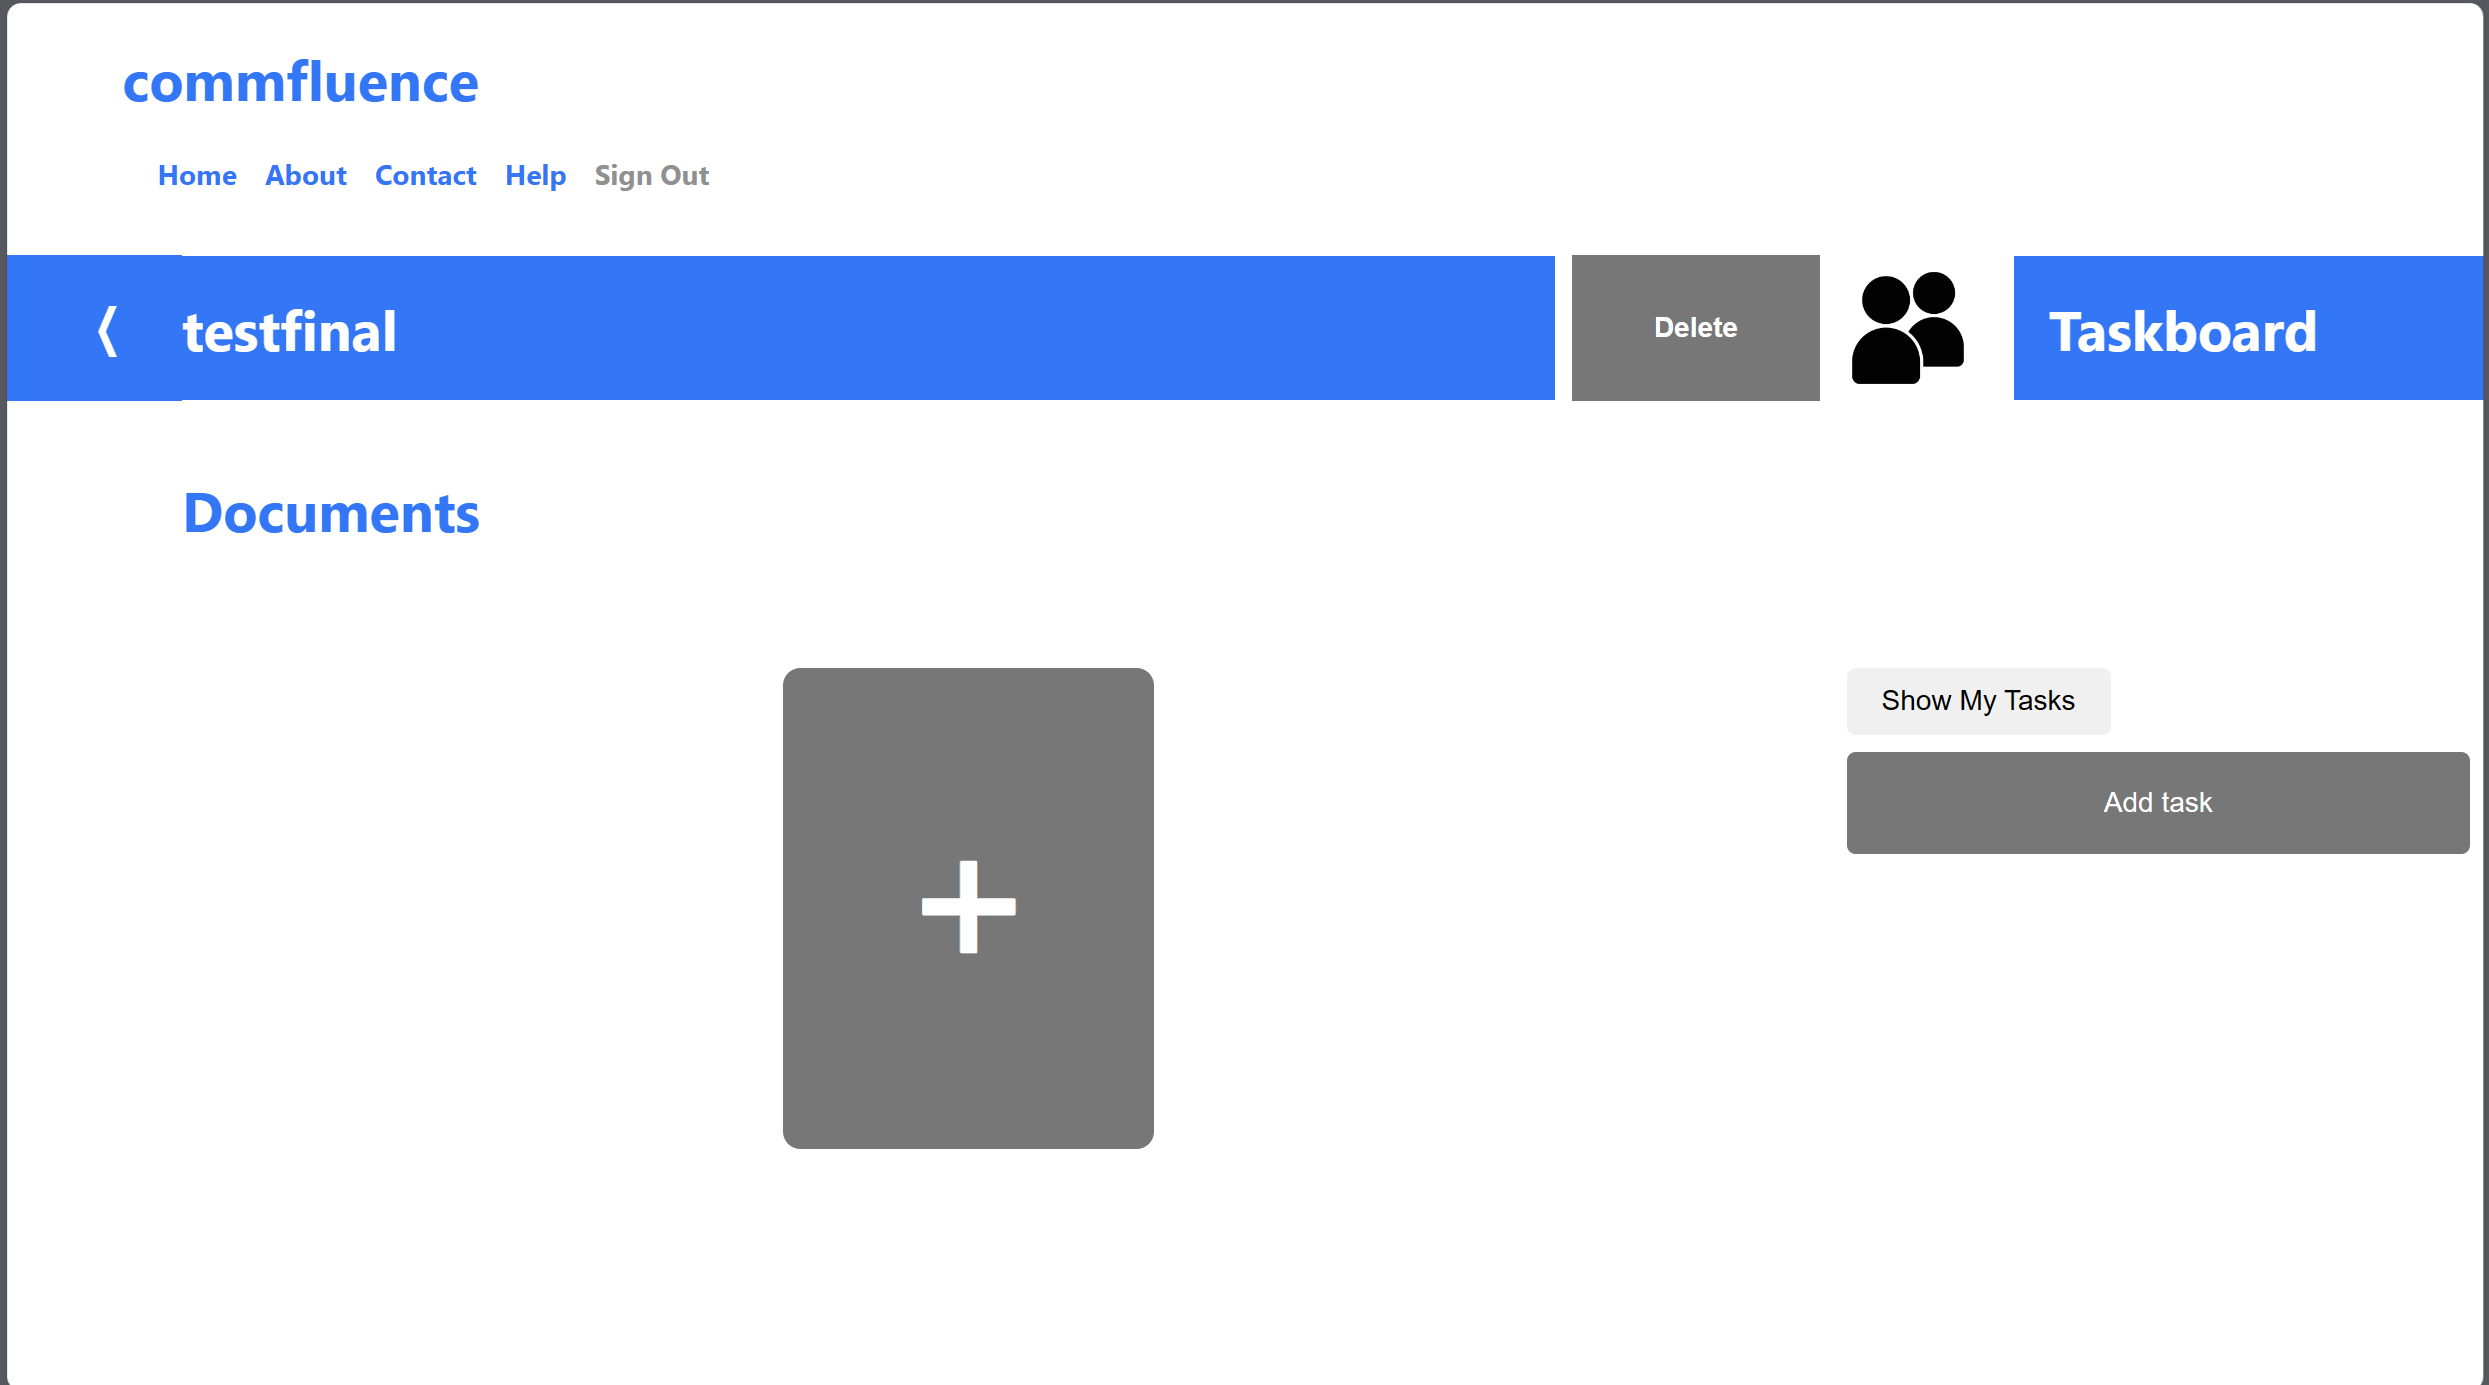 commfluence
Home About Contact Help Sign Out
testfinal
Delete
Taskboard
Documents
Show My Tasks
Add task